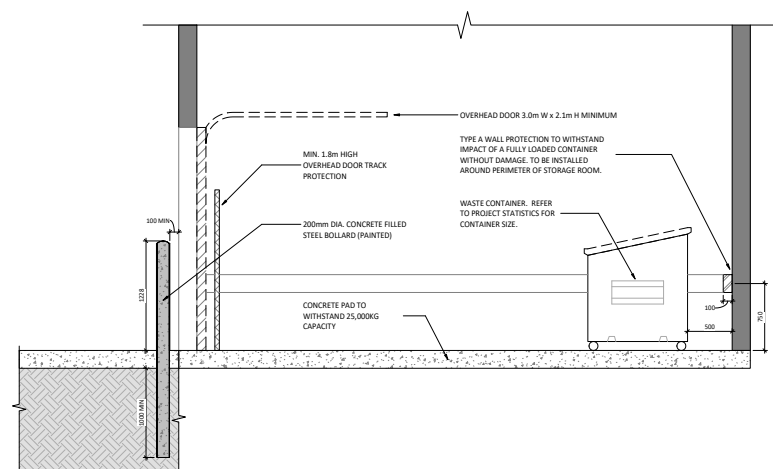 OVERHEAD DOOR 3.0m W x 2.1m H MINIMUM
TYPE A WALL PROTECTION TO WITHSTAND
IMPACT OF A FULLY LOADED CONTAINER
WITHOUT DAMAGE. TO BE INSTALLED
AROUND PERIMETER OF STORAGE ROOM.
MIN. 1.8m HIGH
OVERHEAD DOOR TRACK
PROTECTION
WASTE CONTAINER. REFER
TO PROJECT STATISTICS FOR
CONTAINER SIZE.
100 MIN
200mm DIA. CONCRETE FILLED
STEEL BOLLARD (PAINTED)
1228
CONCRETE PAD TO
WITHSTAND 25,000KG
CAPACITY
100
500
750
1000 MIN